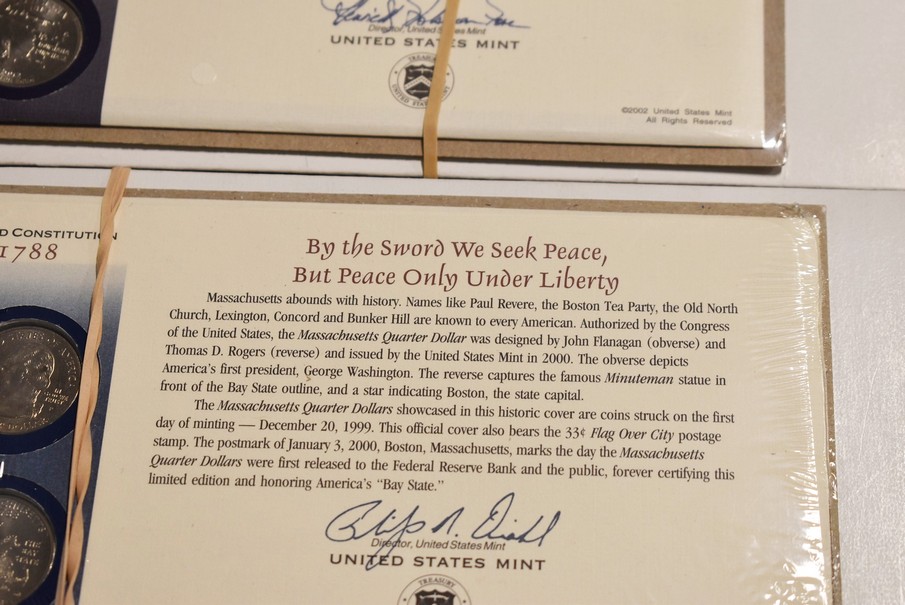 Director, United States Mint
UNITED STATES MINT
TREASURY
©2002 United States Mint
All Rights Reserved
D CONSTITUTION
1788
By the Sword We Seek Peace,
But Peace Only Under Liberty
Massachusetts abounds with history. Names like Paul Revere, the Boston Tea Party, the Old North
Church, Lexington, Concord and Bunker Hill are known to every American. Authorized by the Congress
of the United States, the Massachusetts Quarter Dollar was designed by John Flanagan (obverse) and
Thomas D. Rogers (reverse) and issued by the United States Mint in 2000. The obverse depicts
America's first president, George Washington. The reverse captures the famous Minuteman statue in
front of the Bay State outline, and a star indicating Boston, the state capital.
The Massachusetts Quarter Dollars showcased in this historic cover are coins struck on the first
day of minting — December 20, 1999. This official cover also bears the 33¢ Flag Over City postage
stamp. The postmark of January 3, 2000, Boston, Massachusetts, marks the day the Massachusetts
Quarter Dollars were first released to the Federal Reserve Bank and the public, forever certifying this
limited edition and honoring America's "Bay State."
Philip N. Diehl
Director, United States Mint
UNITED STATES MINT
TREASURY